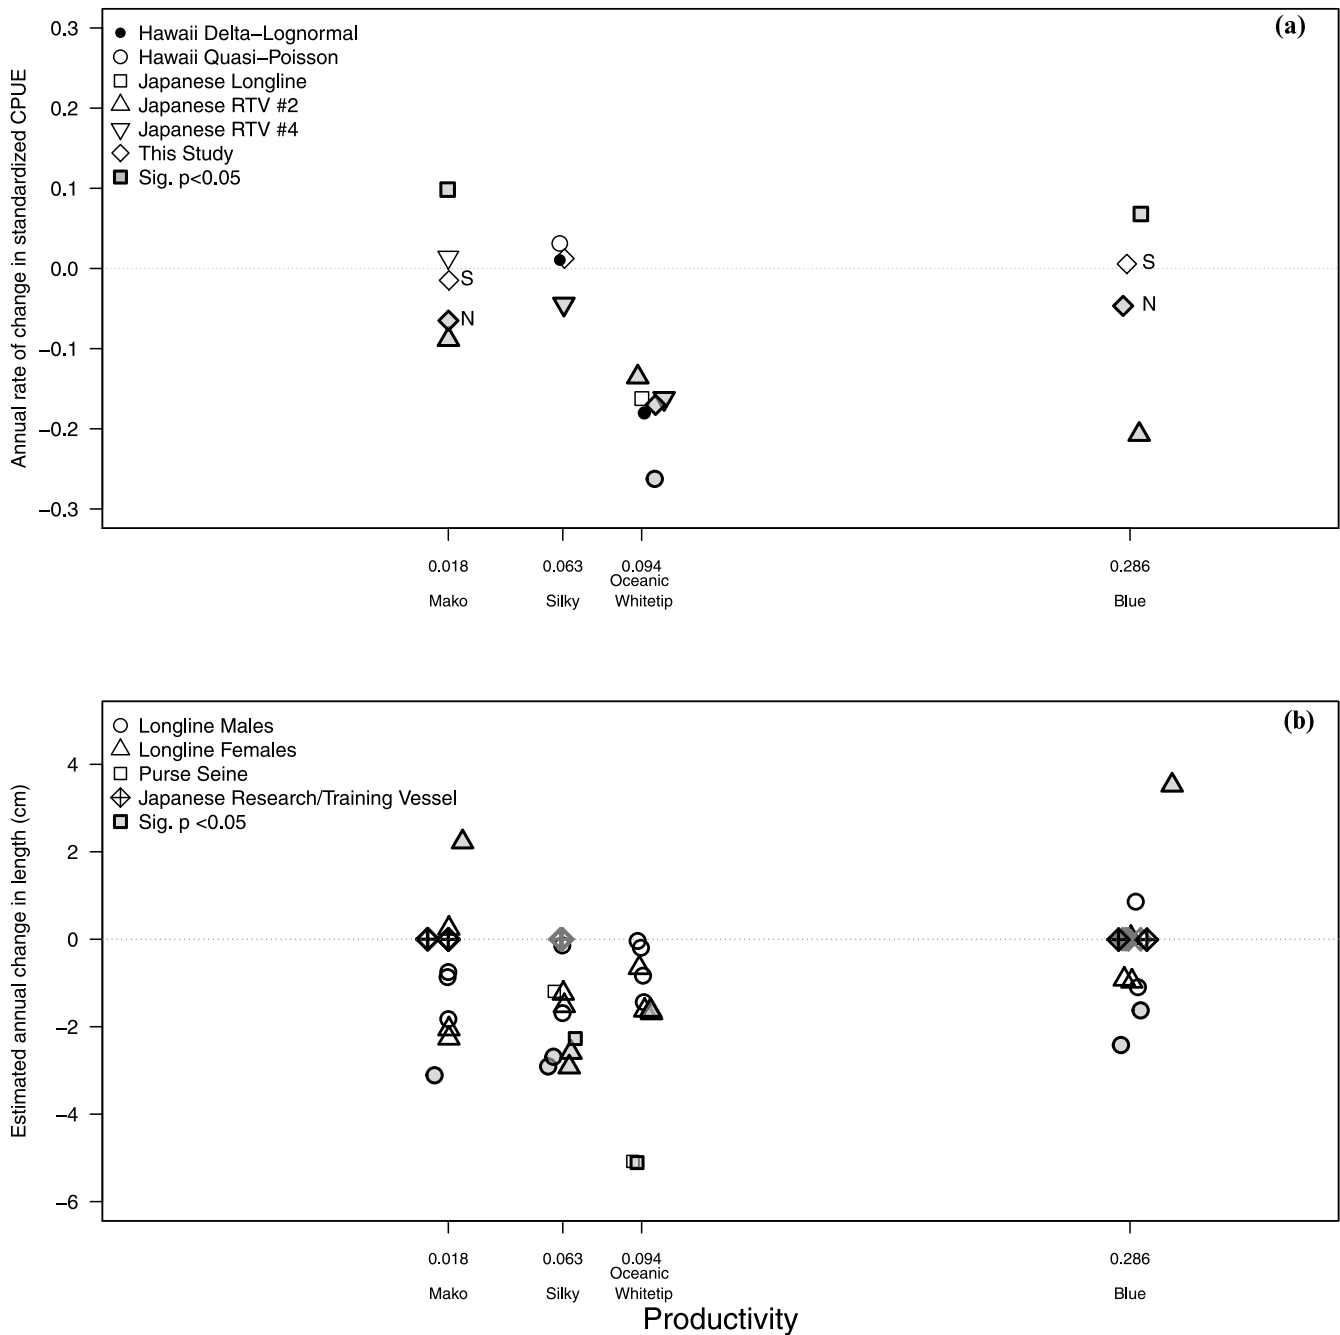 (a)
Annual rate of change in standardized CPUE
0.3
0.2
0.1
0.0
−0.1
−0.2
−0.3
Hawaii Delta−Lognormal
Hawaii Quasi−Poisson
Japanese Longline
Japanese RTV #2
Japanese RTV #4
This Study
Sig. p<0.05
S
N
S
N
0.018
0.063
0.094
0.286
Mako
Silky
Oceanic
Whitetip
Blue
(b)
Estimated annual change in length (cm)
4
2
0
−2
−4
−6
Longline Males
Longline Females
Purse Seine
Japanese Research/Training Vessel
Sig. p <0.05
0.018
0.063
0.094
0.286
Mako
Silky
Oceanic
Whitetip
Blue
Productivity